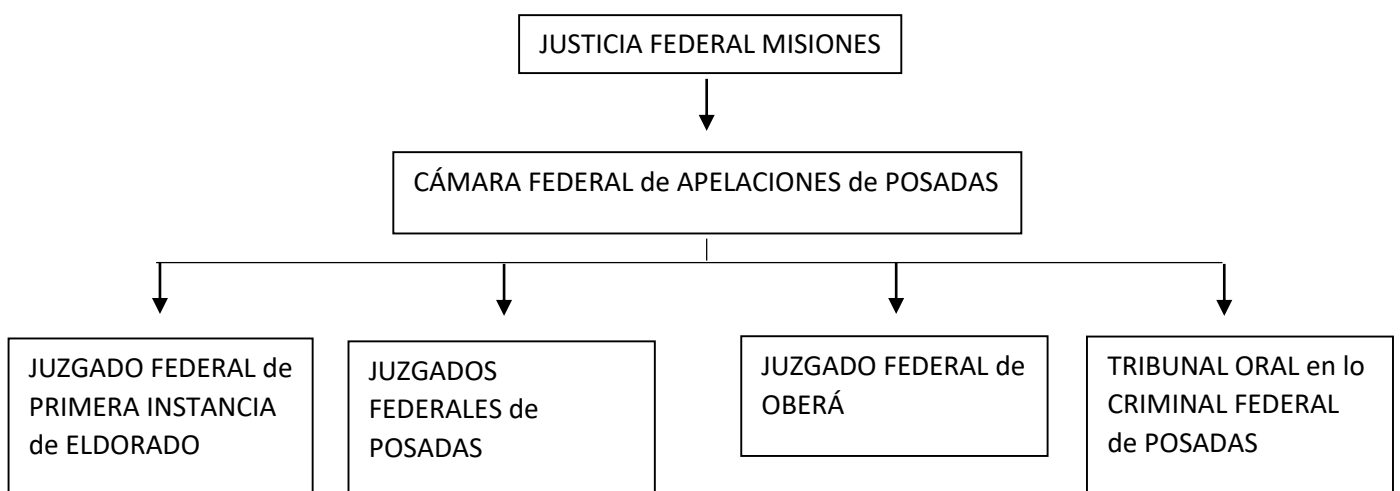 JUSTICIA FEDERAL MISIONES
CÁMARA FEDERAL de APELACIONES de POSADAS
JUZGADO FEDERAL de
PRIMERA INSTANCIA
de ELDORADO
JUZGADOS
FEDERALES de
POSADAS
JUZGADO FEDERAL de
OBERÁ
TRIBUNAL ORAL en lo
CRIMINAL FEDERAL
de POSADAS